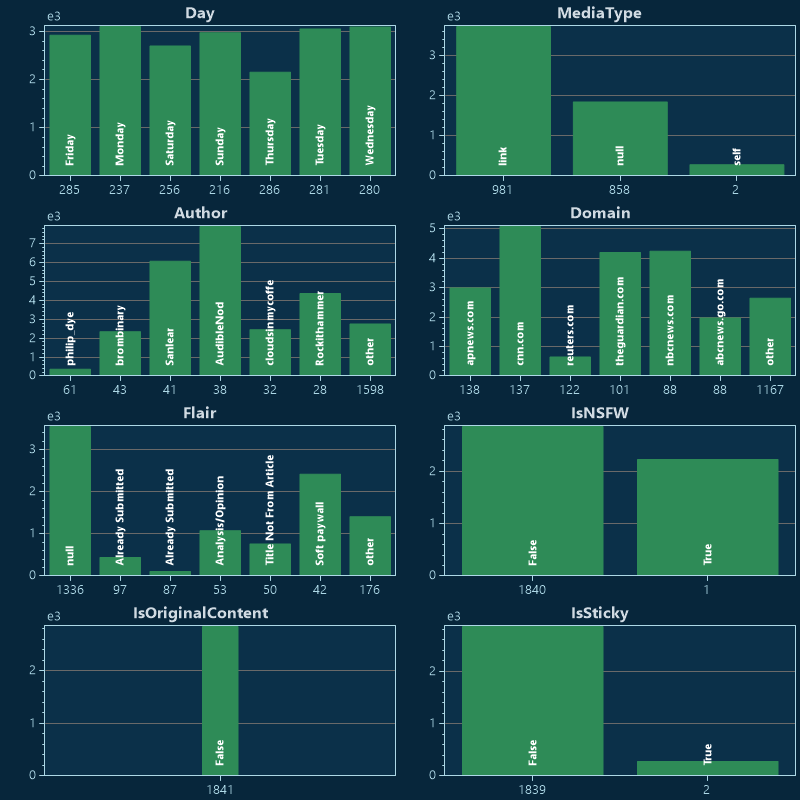 Day
e3
3
2
1
0
Friday
Monday
Saturday
Sunday
Thursday
Tuesday
Wednesday
285 237 256 216 286 281 280
MediaType
e3
3
2
1
0
link
null
self
981 858 2
Author
e3
7
6
5
4
3
2
1
0
philip_dye
brombinary
Sanlear
AudibleNod
cloudsinmycoffe
Rockithammer
other
61 43 41 38 32 28 1598
Domain
e3
5
4
3
2
1
0
apnews.com
cnn.com
reuters.com
theguardian.com
nbcnews.com
abcnews.go.com
other
138 137 122 101 88 88 1167
Flair
e3
3
2
1
0
null
Already Submitted
Already Submitted
Analysis/Opinion
Title Not From Article
Soft paywall
other
1336 97 87 53 50 42 176
IsNSFW
e3
2
1
0
False
True
1840 1
IsOriginalContent
e3
2
1
0
False
1841
IsSticky
e3
2
1
0
False
True
1839 2